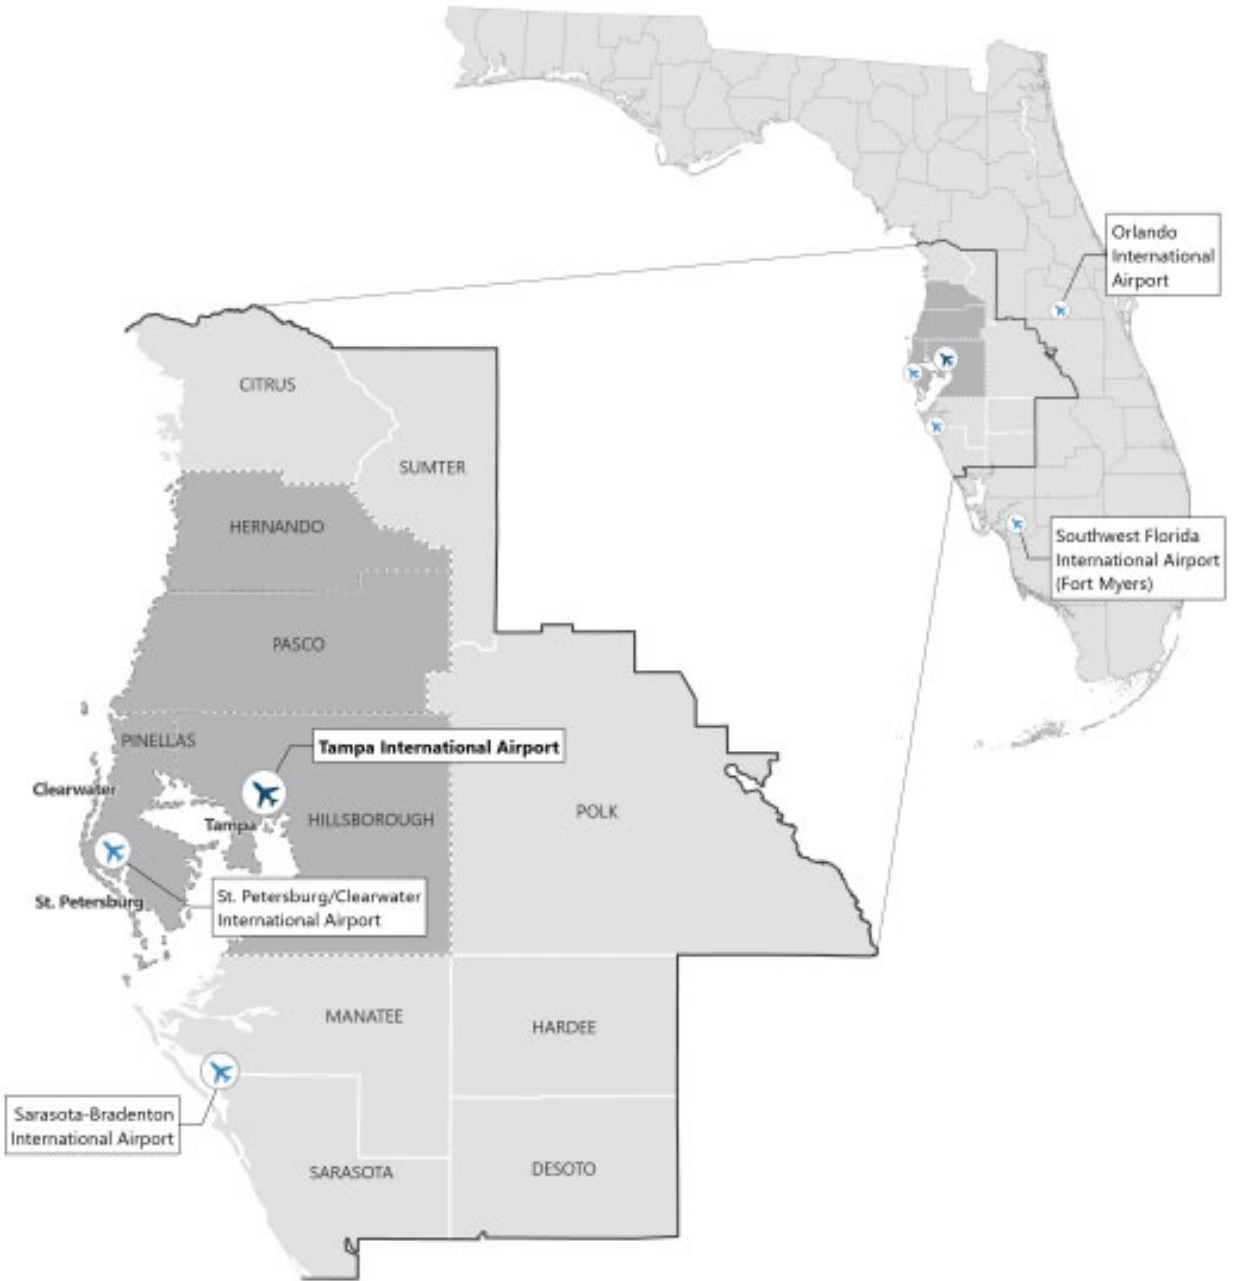 Orlando
International
Airport
CITRUS
SUMTER
HERNANDO
Southwest Florida
International Airport
(Fort Myers)
PASCO
PINELLAS
Tampa International Airport
Clearwater
Tampa
HILLSBOROUGH
POLK
St. Petersburg
St. Petersburg/Clearwater
International Airport
MANATEE
HARDEE
Sarasota-Bradenton
International Airport
SARASOTA
DESOTO